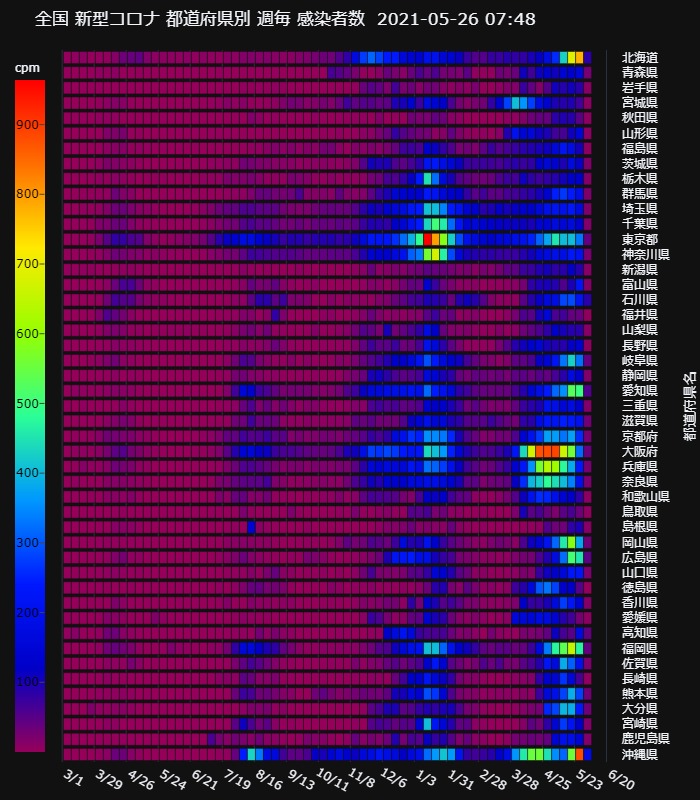 全国 新型コロナ 都道府県別 週毎 感染者数 2021-05-26 07:48
cpm
900
800
700
600
500
400
300
200
100
北海道
青森県
岩手県
宮城県
秋田県
山形県
福島県
茨城県
栃木県
群馬県
埼玉県
千葉県
東京都
神奈川県
新潟県
富山県
石川県
福井県
山梨県
長野県
岐阜県
静岡県
愛知県
三重県
滋賀県
京都府
大阪府
兵庫県
奈良県
和歌山県
鳥取県
島根県
岡山県
広島県
山口県
徳島県
香川県
愛媛県
高知県
福岡県
佐賀県
長崎県
熊本県
大分県
宮崎県
鹿児島県
沖縄県
都道府県名
3/1 3/29 4/26 5/24 6/21 7/19 8/16 9/13 10/11 11/8 12/6 1/3 1/31 2/28 3/28 4/25 5/23 6/20